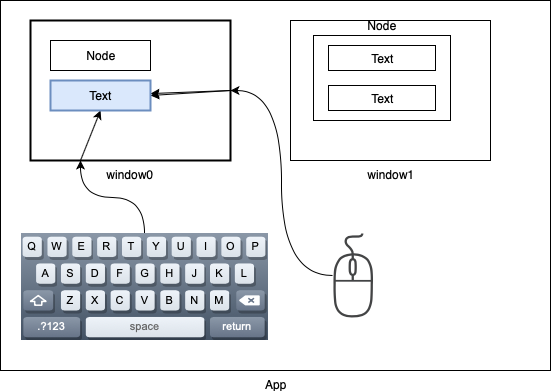 Node
Text
window0
Node
Text
Text
window1
Q W E R T Y U I O P
A S D F G H J K L
Z X C V B N M
.?123 space return
App